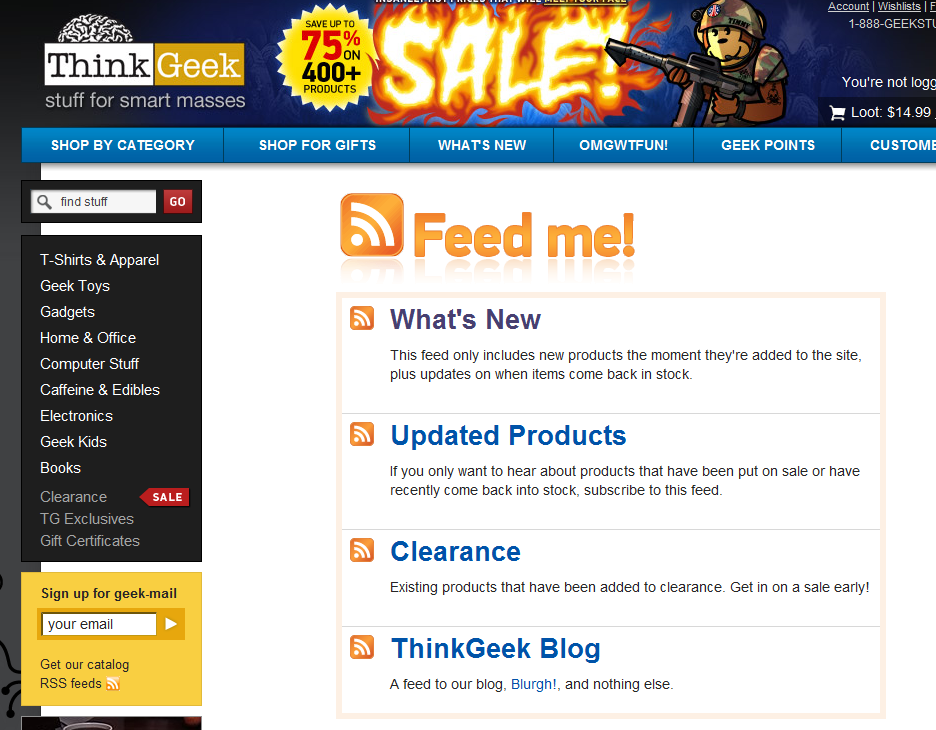 INSANELY HOT PRICES THAT WILL MELT YOUR FACE
Account | Wishlists | F
1-888-GEEKSTU
Think Geek
stuff for smart masses
SAVE UP TO
75% ON
400+
PRODUCTS
SALE!
TIMMY
You're not logg
Loot: $14.99
SHOP BY CATEGORY
SHOP FOR GIFTS
WHAT'S NEW
OMGWTFUN!
GEEK POINTS
CUSTOME
find stuff
GO
T-Shirts & Apparel
Geek Toys
Gadgets
Home & Office
Computer Stuff
Caffeine & Edibles
Electronics
Geek Kids
Books
Clearance SALE
TG Exclusives
Gift Certificates
Sign up for geek-mail
your email
Get our catalog
RSS feeds
Feed me!
What's New
This feed only includes new products the moment they're added to the site,
plus updates on when items come back in stock.
Updated Products
If you only want to hear about products that have been put on sale or have
recently come back into stock, subscribe to this feed.
Clearance
Existing products that have been added to clearance. Get in on a sale early!
ThinkGeek Blog
A feed to our blog, Blurgh!, and nothing else.